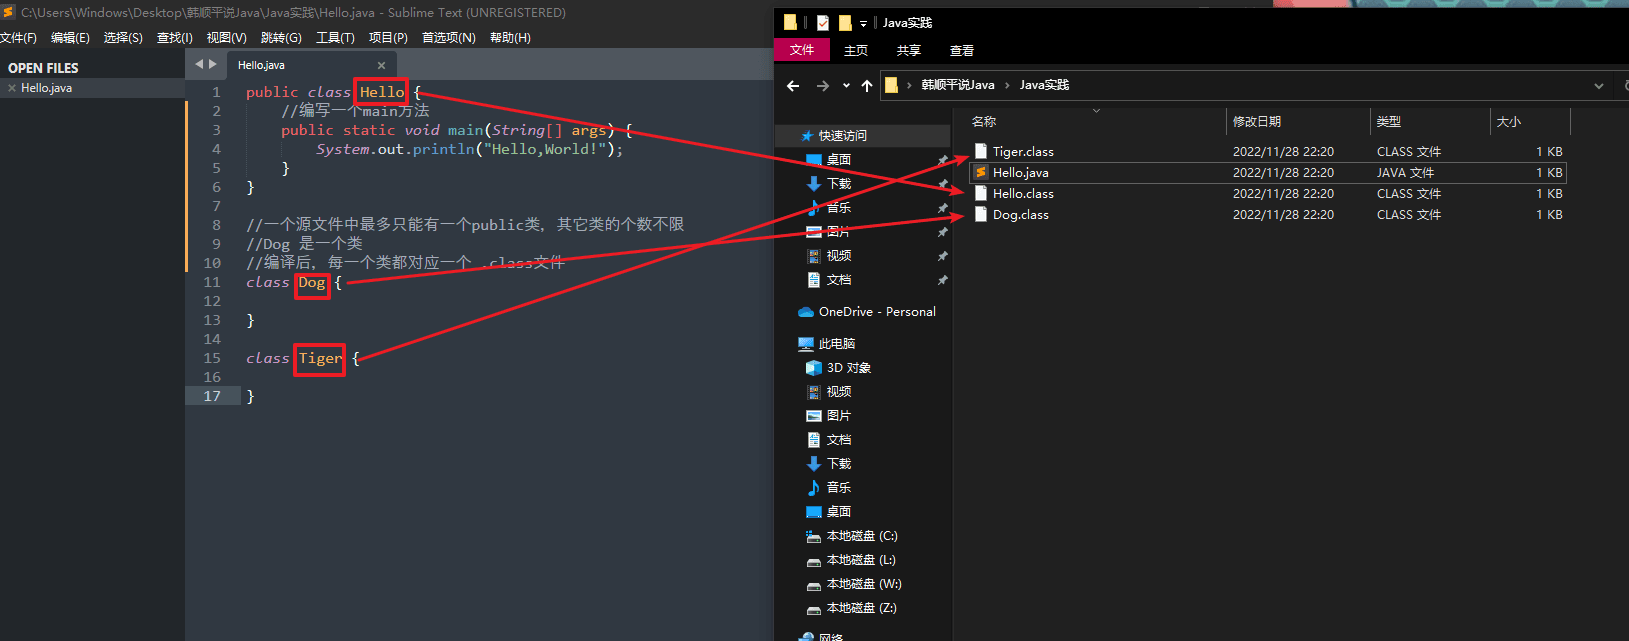 C:\Users\Windows\Desktop\韩顺平说Java\Java实践\Hello.java - Sublime Text (UNREGISTERED)
文件(F) 编辑(E) 选择(S) 查找(I) 视图(V) 跳转(G) 工具(T) 项目(P) 首选项(N) 帮助(H)
OPEN FILES
Hello.java
Hello.java
1 public class Hello {
2 //编写一个main方法
3 public static void main(String[] args) {
4 System.out.println("Hello,World!");
5 }
6 }
7
8 //一个源文件中最多只能有一个public类, 其它类的个数不限
9 //Dog 是一个类
10 //编译后, 每一个类都对应一个 .class文件
11 class Dog {
12
13 }
14
15 class Tiger {
16
17 }
Java实践
文件 主页 共享 查看
韩顺平说Java › Java实践
名称 修改日期 类型 大小
Tiger.class 2022/11/28 22:20 CLASS 文件 1 KB
Hello.java 2022/11/28 22:20 JAVA 文件 1 KB
Hello.class 2022/11/28 22:20 CLASS 文件 1 KB
Dog.class 2022/11/28 22:20 CLASS 文件 1 KB
快速访问
桌面
下载
音乐
图片
视频
文档
OneDrive - Personal
此电脑
3D 对象
视频
图片
文档
下载
音乐
桌面
本地磁盘 (C:)
本地磁盘 (L:)
本地磁盘 (W:)
本地磁盘 (Z:)
网络